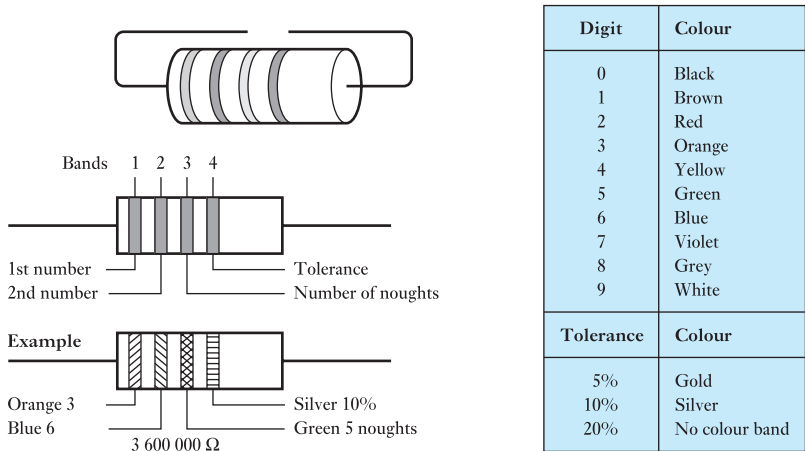 Bands 1 2 3 4
1st number
Tolerance
2nd number
Number of noughts
Example
Orange 3
Silver 10%
Blue 6
Green 5 noughts
3 600 000 Ω
Digit Colour
0 Black
1 Brown
2 Red
3 Orange
4 Yellow
5 Green
6 Blue
7 Violet
8 Grey
9 White
Tolerance Colour
5% Gold
10% Silver
20% No colour band